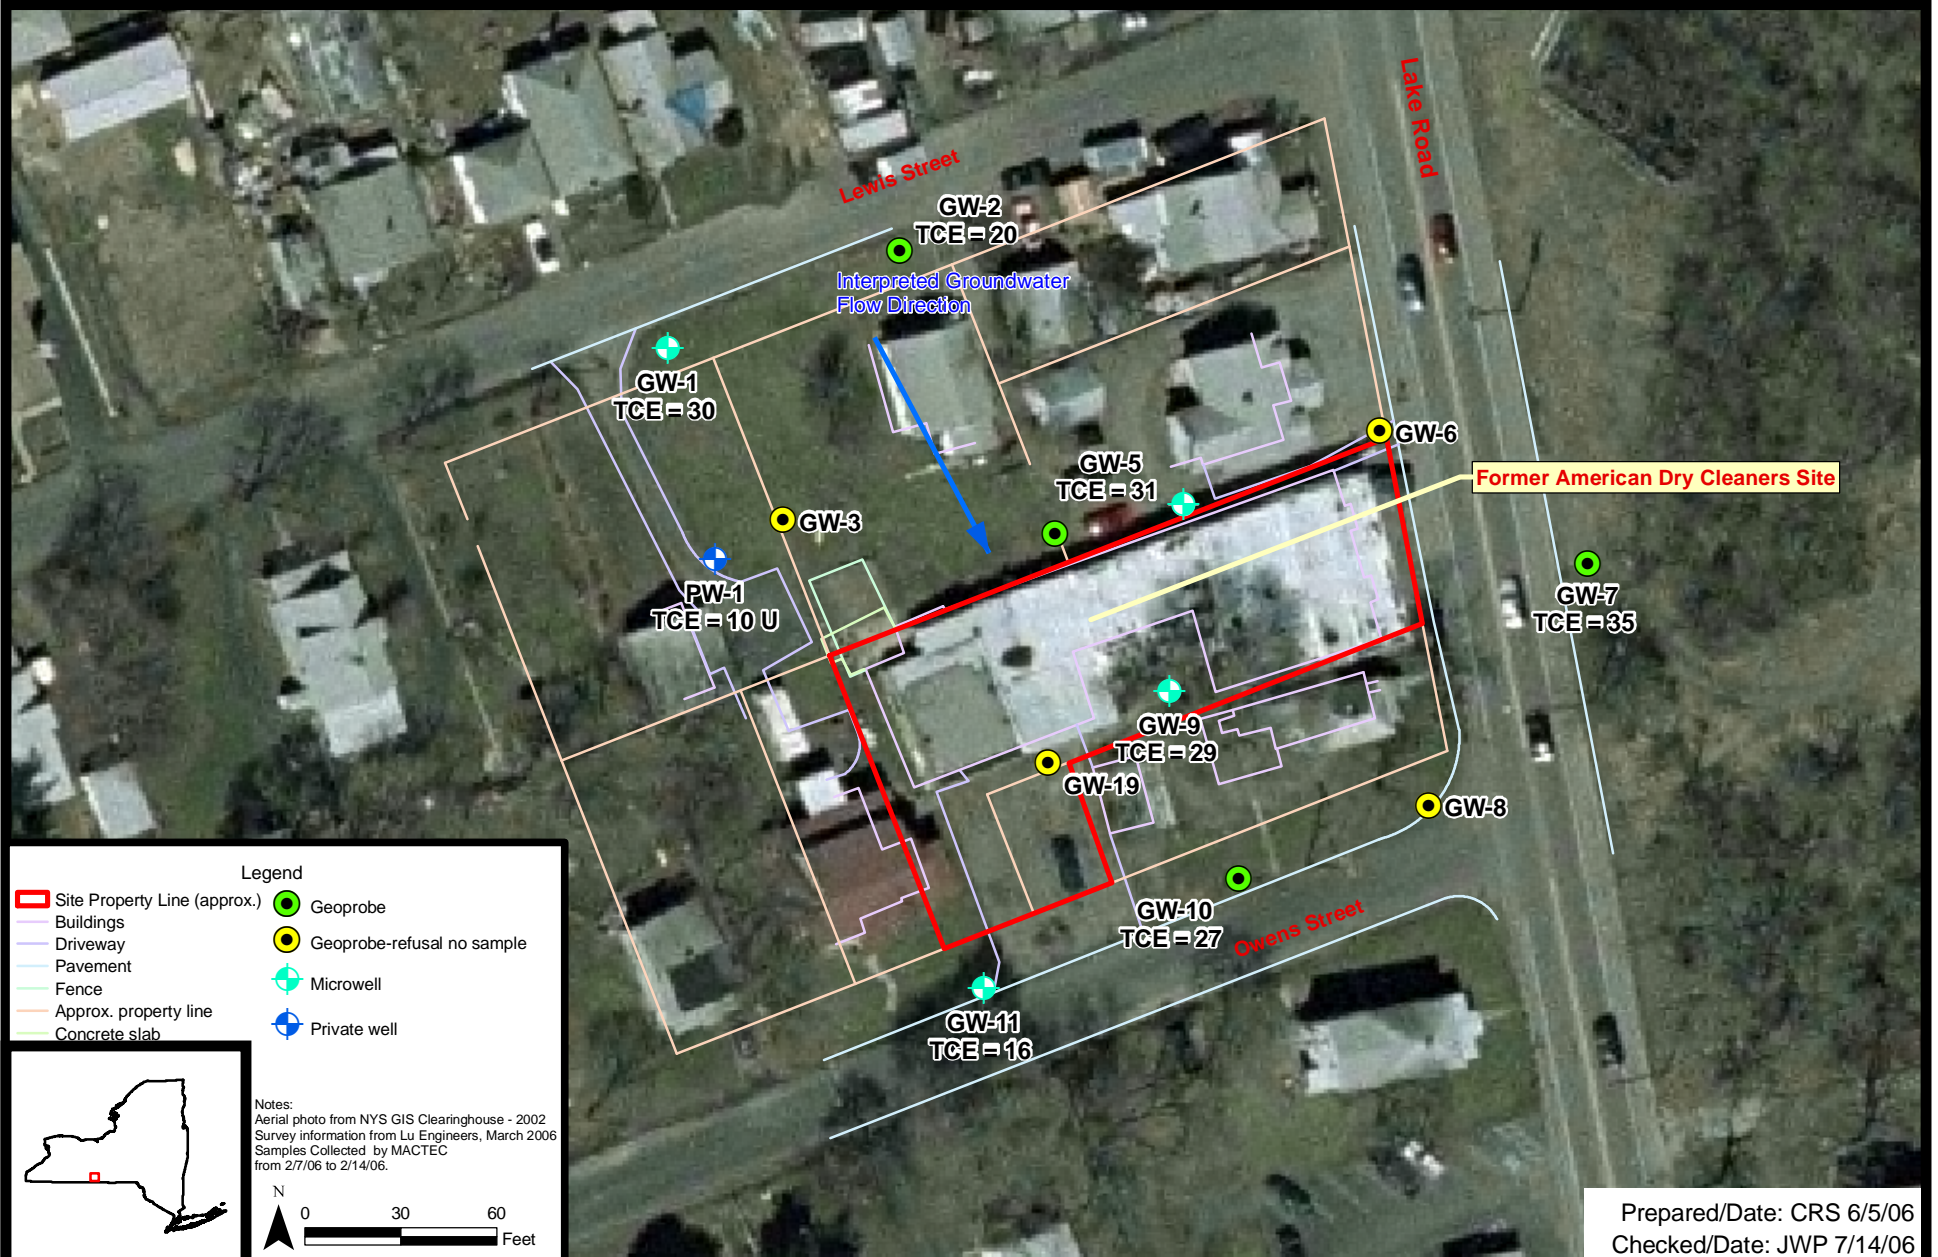 Lake Road
Lewis Street
GW-2
TCE = 20
Interpreted Groundwater
Flow Direction
GW-1
TCE = 30
GW-6
GW-5
TCE = 31
Former American Dry Cleaners Site
GW-3
PW-1
TCE = 10 U
GW-7
TCE = 35
GW-9
TCE = 29
GW-19
GW-8
GW-10
TCE = 27
Owens Street
GW-11
TCE = 16
Legend
Site Property Line (approx.)
Buildings
Driveway
Pavement
Fence
Approx. property line
Concrete slab
Geoprobe
Geoprobe-refusal no sample
Microwell
Private well
Notes:
Aerial photo from NYS GIS Clearinghouse - 2002
Survey information from Lu Engineers, March 2006
Samples Collected by MACTEC
from 2/7/06 to 2/14/06.
N
0 30 60
Feet
Prepared/Date: CRS 6/5/06
Checked/Date: JWP 7/14/06